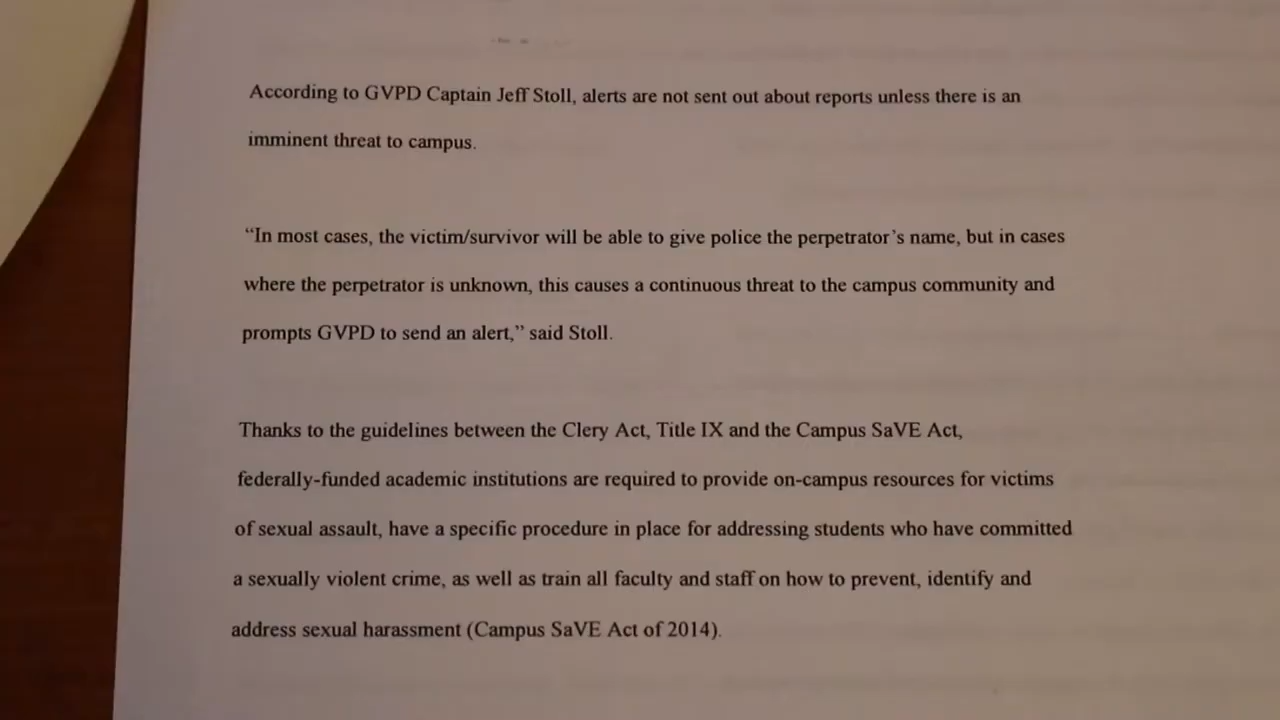 According to GVPD Captain Jeff Stoll, alerts are not sent out about reports unless there is an
imminent threat to campus.
“In most cases, the victim/survivor will be able to give police the perpetrator’s name, but in cases
where the perpetrator is unknown, this causes a continuous threat to the campus community and
prompts GVPD to send an alert,” said Stoll.
Thanks to the guidelines between the Clery Act, Title IX and the Campus SaVE Act,
federally-funded academic institutions are required to provide on-campus resources for victims
of sexual assault, have a specific procedure in place for addressing students who have committed
a sexually violent crime, as well as train all faculty and staff on how to prevent, identify and
address sexual harassment (Campus SaVE Act of 2014).